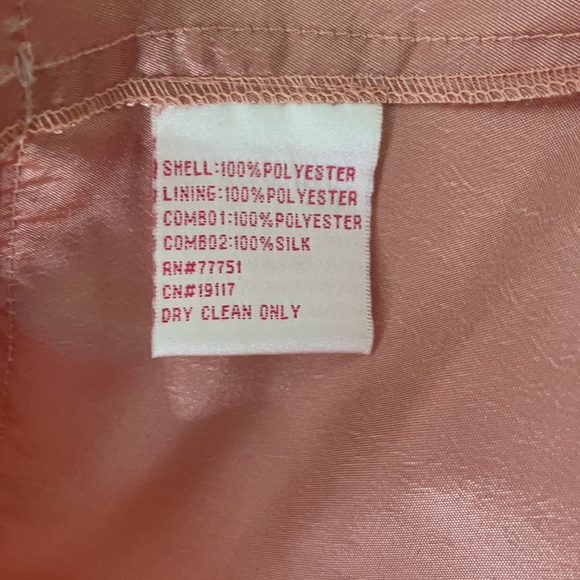 SHELL:100%POLYESTER
LINING:100%POLYESTER
COMBO1:100%POLYESTER
COMBO2:100%SILK
RN#77751
CN#19117
DRY CLEAN ONLY